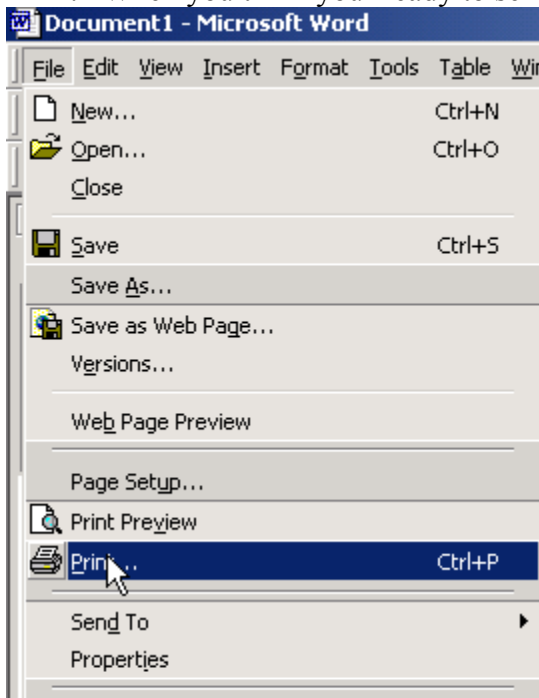 Document1 - Microsoft Word
File Edit View Insert Format Tools Table
New... Ctrl+N
Open... Ctrl+O
Close
Save Ctrl+S
Save As...
Save as Web Page...
Versions...
Web Page Preview
Page Setup...
Print Preview
Print... Ctrl+P
Send To
Properties